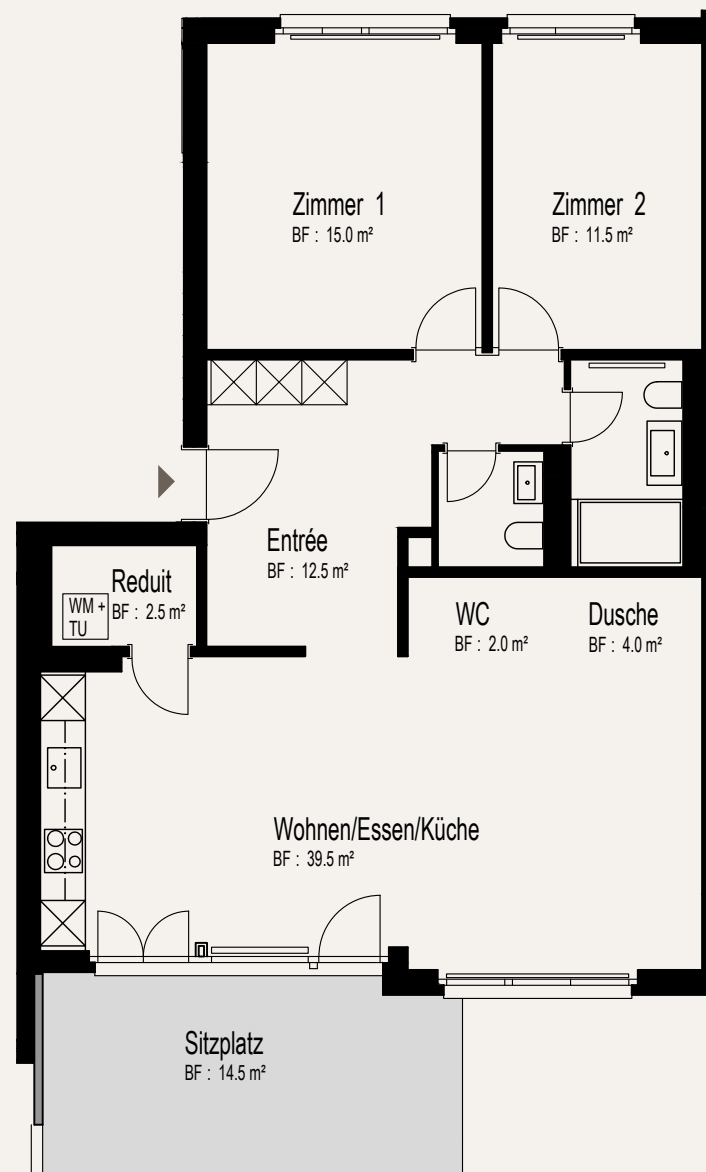 Zimmer 1
BF : 15.0 m²
Zimmer 2
BF : 11.5 m²
Entrée
BF : 12.5 m²
Reduit
BF : 2.5 m²
WM +
TU
WC
BF : 2.0 m²
Dusche
BF : 4.0 m²
Wohnen/Essen/Küche
BF : 39.5 m²
Sitzplatz
BF : 14.5 m²